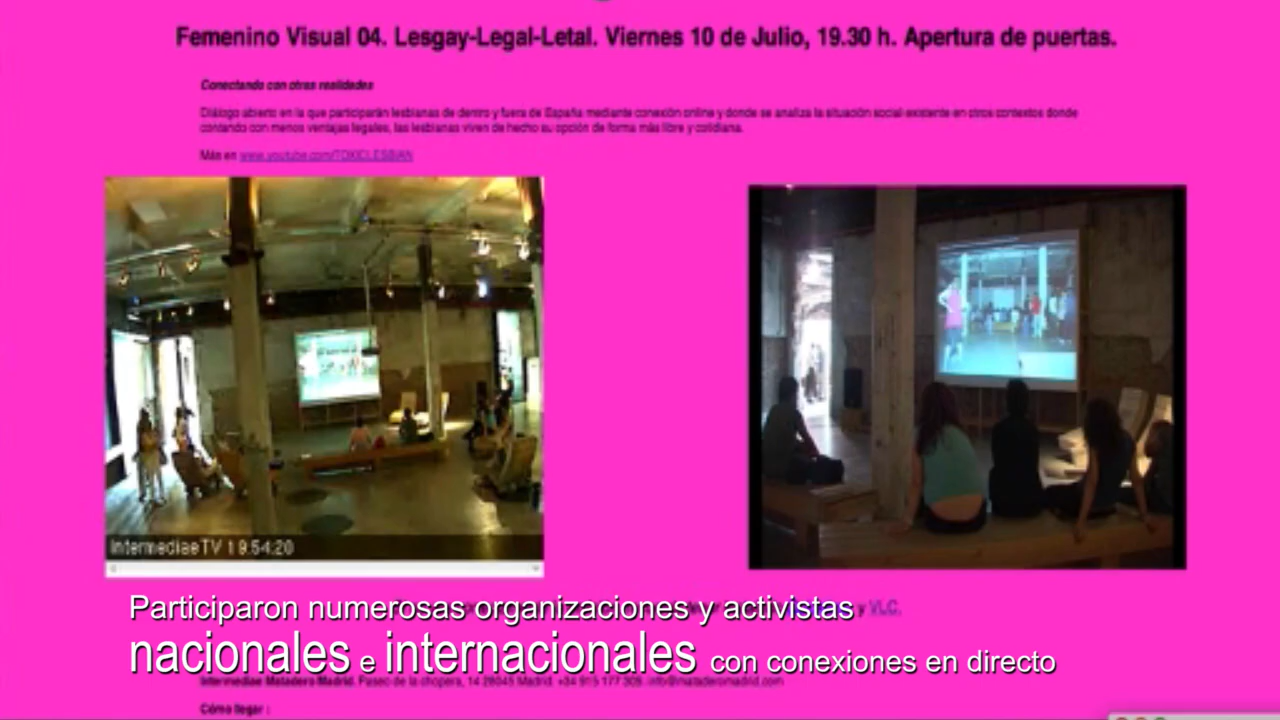 Femenino Visual 04. Lesgay-Legal-Letal. Viernes 10 de Julio, 19.30 h. Apertura de puertas.
Conectando con otras realidades
Diálogo abierto en la que participarán lesbianas de dentro y fuera de España mediante conexión online y donde se analiza la situación social existente en otros contextos donde
contando con menos ventajas legales, las lesbianas viven de hecho su opción de forma más libre y cotidiana.
Más en www.youtube.com/TOXICLESBIAN
IntermediaeTV 19:54:20
y VLC.
Participaron numerosas organizaciones y activistas
nacionales e internacionales con conexiones en directo
Intermediae Matadero Madrid. Paseo de la chopera, 14 28045 Madrid. +34 915 177 309. info@mataderomadrid.com
Cómo llegar :